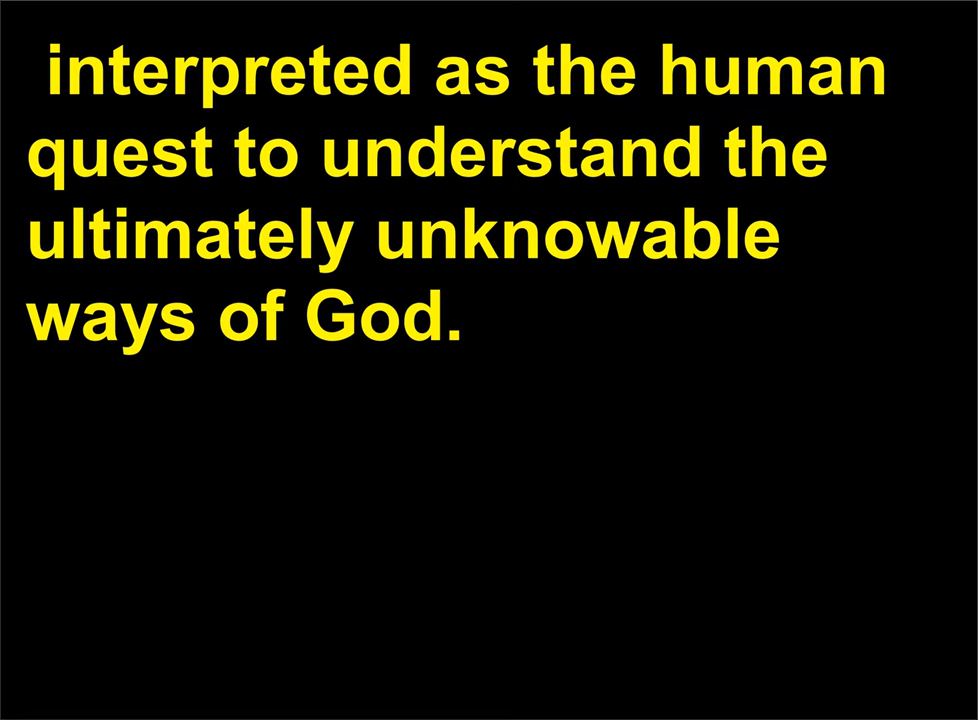 interpreted as the human
quest to understand the
ultimately unknowable
ways of God.